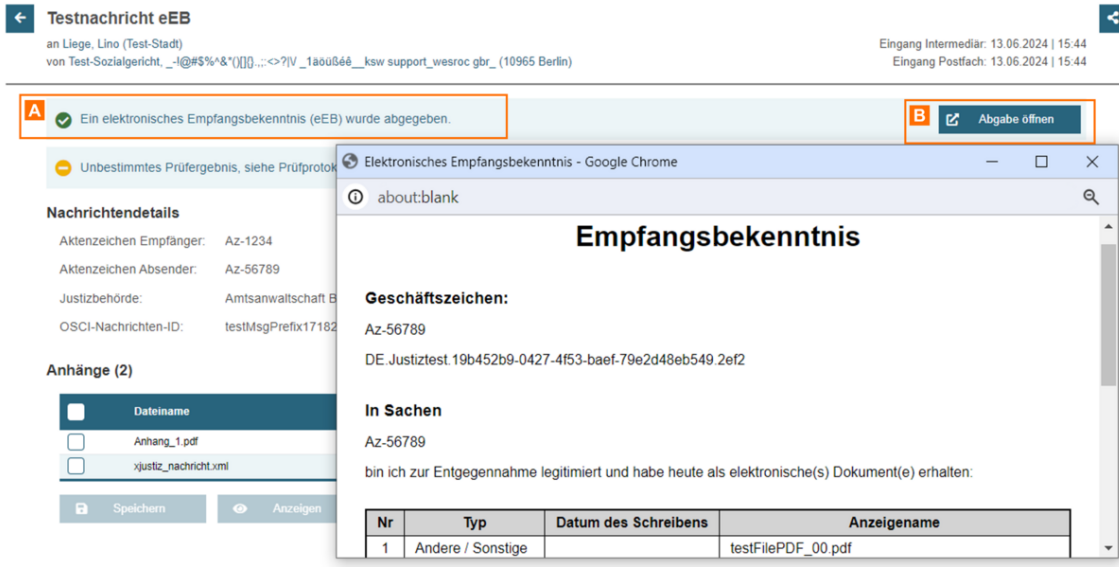 Testnachricht eEB
an Liege, Lino (Test-Stadt)
von Test-Sozialgericht, _-!@#$%^&*()[]{}.,;:<>?|V _1äöüßéê__ksw support_wesroc gbr_ (10965 Berlin)
Eingang Intermediär: 13.06.2024 | 15:44
Eingang Postfach: 13.06.2024 | 15:44
A
Ein elektronisches Empfangsbekenntnis (eEB) wurde abgegeben.
B
Abgabe öffnen
Unbestimmtes Prüfergebnis, siehe Prüfprotok
Nachrichtendetails
Aktenzeichen Empfänger: Az-1234
Aktenzeichen Absender: Az-56789
Justizbehörde: Amtsanwaltschaft B
OSCI-Nachrichten-ID: testMsgPrefix17182
Anhänge (2)
Dateiname
Anhang_1.pdf
xjustiz_nachricht.xml
Speichern Anzeigen
Elektronisches Empfangsbekenntnis - Google Chrome
about:blank
Empfangsbekenntnis
Geschäftszeichen:
Az-56789
DE.Justiztest.19b452b9-0427-4f53-baef-79e2d48eb549.2ef2
In Sachen
Az-56789
bin ich zur Entgegennahme legitimiert und habe heute als elektronische(s) Dokument(e) erhalten:
Nr Typ Datum des Schreibens Anzeigename
1 Andere / Sonstige testFilePDF_00.pdf